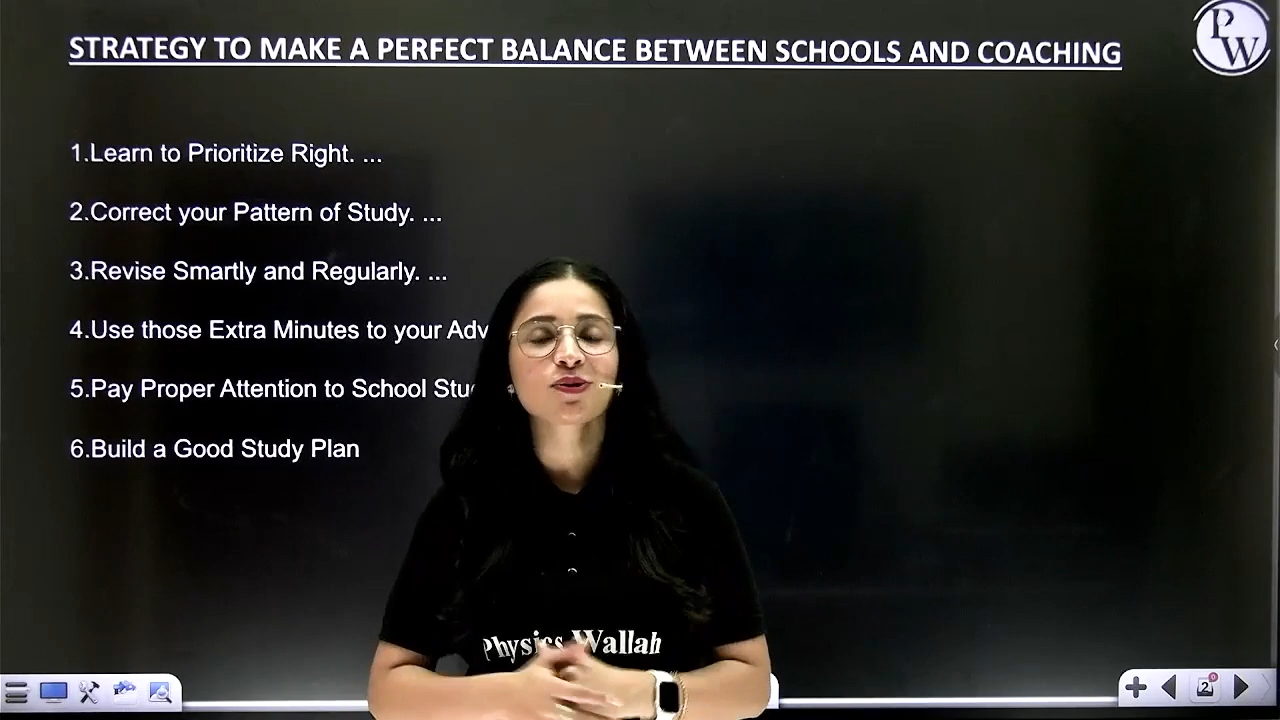 STRATEGY TO MAKE A PERFECT BALANCE BETWEEN SCHOOLS AND COACHING
PW
1.Learn to Prioritize Right. ...
2.Correct your Pattern of Study. ...
3.Revise Smartly and Regularly. ...
4.Use those Extra Minutes to your
5.Pay Proper Attention to School
6.Build a Good Study Plan
Physics Wallah
2